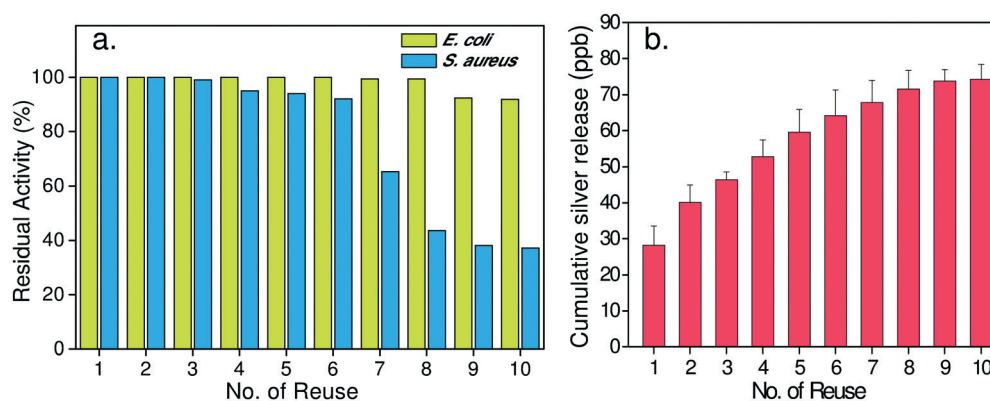 a.
E. coli
S. aureus
Residual Activity (%)
100
80
60
40
20
0
1 2 3 4 5 6 7 8 9 10
No. of Reuse
b.
Cumulative silver release (ppb)
90
80
70
60
50
40
30
20
10
0
1 2 3 4 5 6 7 8 9 10
No. of Reuse